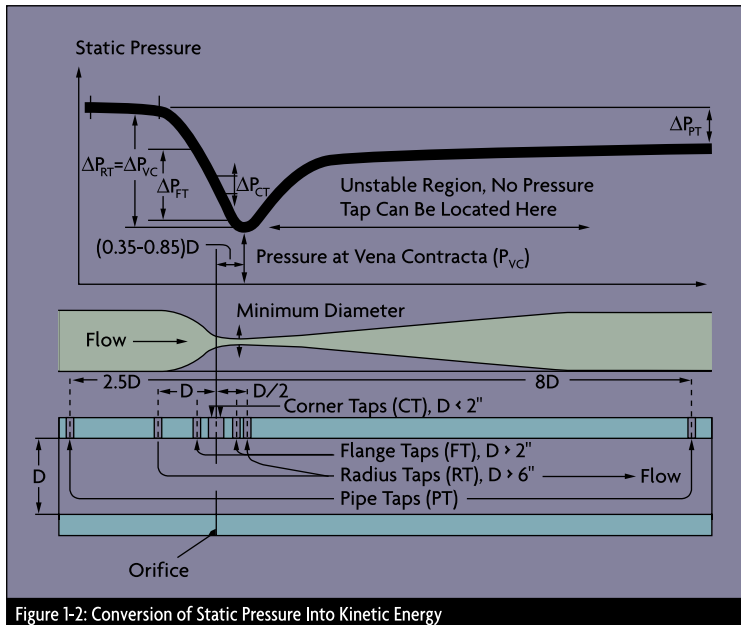 Static Pressure
ΔP_PT
ΔP_RT=ΔP_VC
ΔP_FT
ΔP_CT
Unstable Region, No Pressure
Tap Can Be Located Here
(0.35-0.85)D
Pressure at Vena Contracta (P_VC)
Minimum Diameter
Flow
2.5D
D
D/2
8D
Corner Taps (CT), D < 2"
Flange Taps (FT), D > 2"
D
Radius Taps (RT), D > 6"
Flow
Pipe Taps (PT)
Orifice
Figure 1-2: Conversion of Static Pressure Into Kinetic Energy